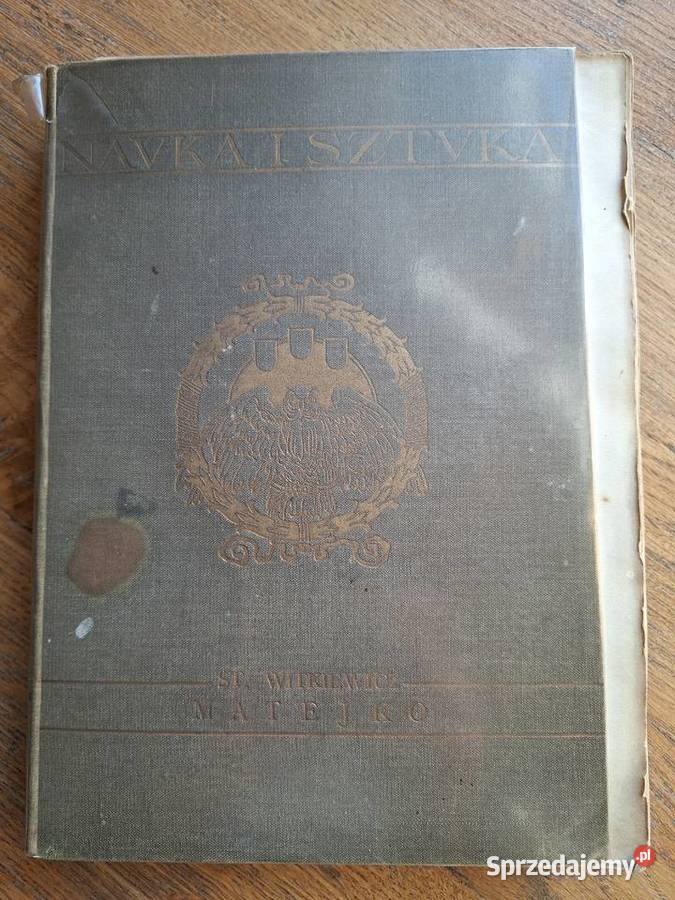 NAVKA I SZTVKA
ST. WITKIEWICZ
MATEJKO
Sprzedajemy.pl